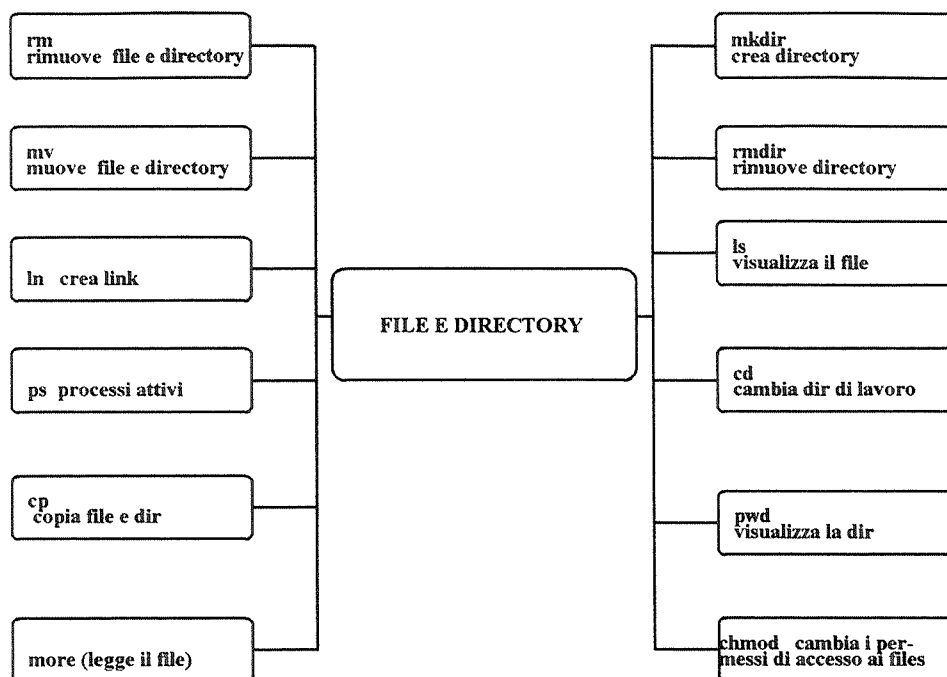 rm
rimuove file e directory
mv
muove file e directory
ln crea link
ps processi attivi
cp
copia file e dir
more (legge il file)
FILE E DIRECTORY
mkdir
crea directory
rmdir
rimuove directory
ls
visualizza il file
cd
cambia dir di lavoro
pwd
visualizza la dir
chmod cambia i per-
messi di accesso ai files